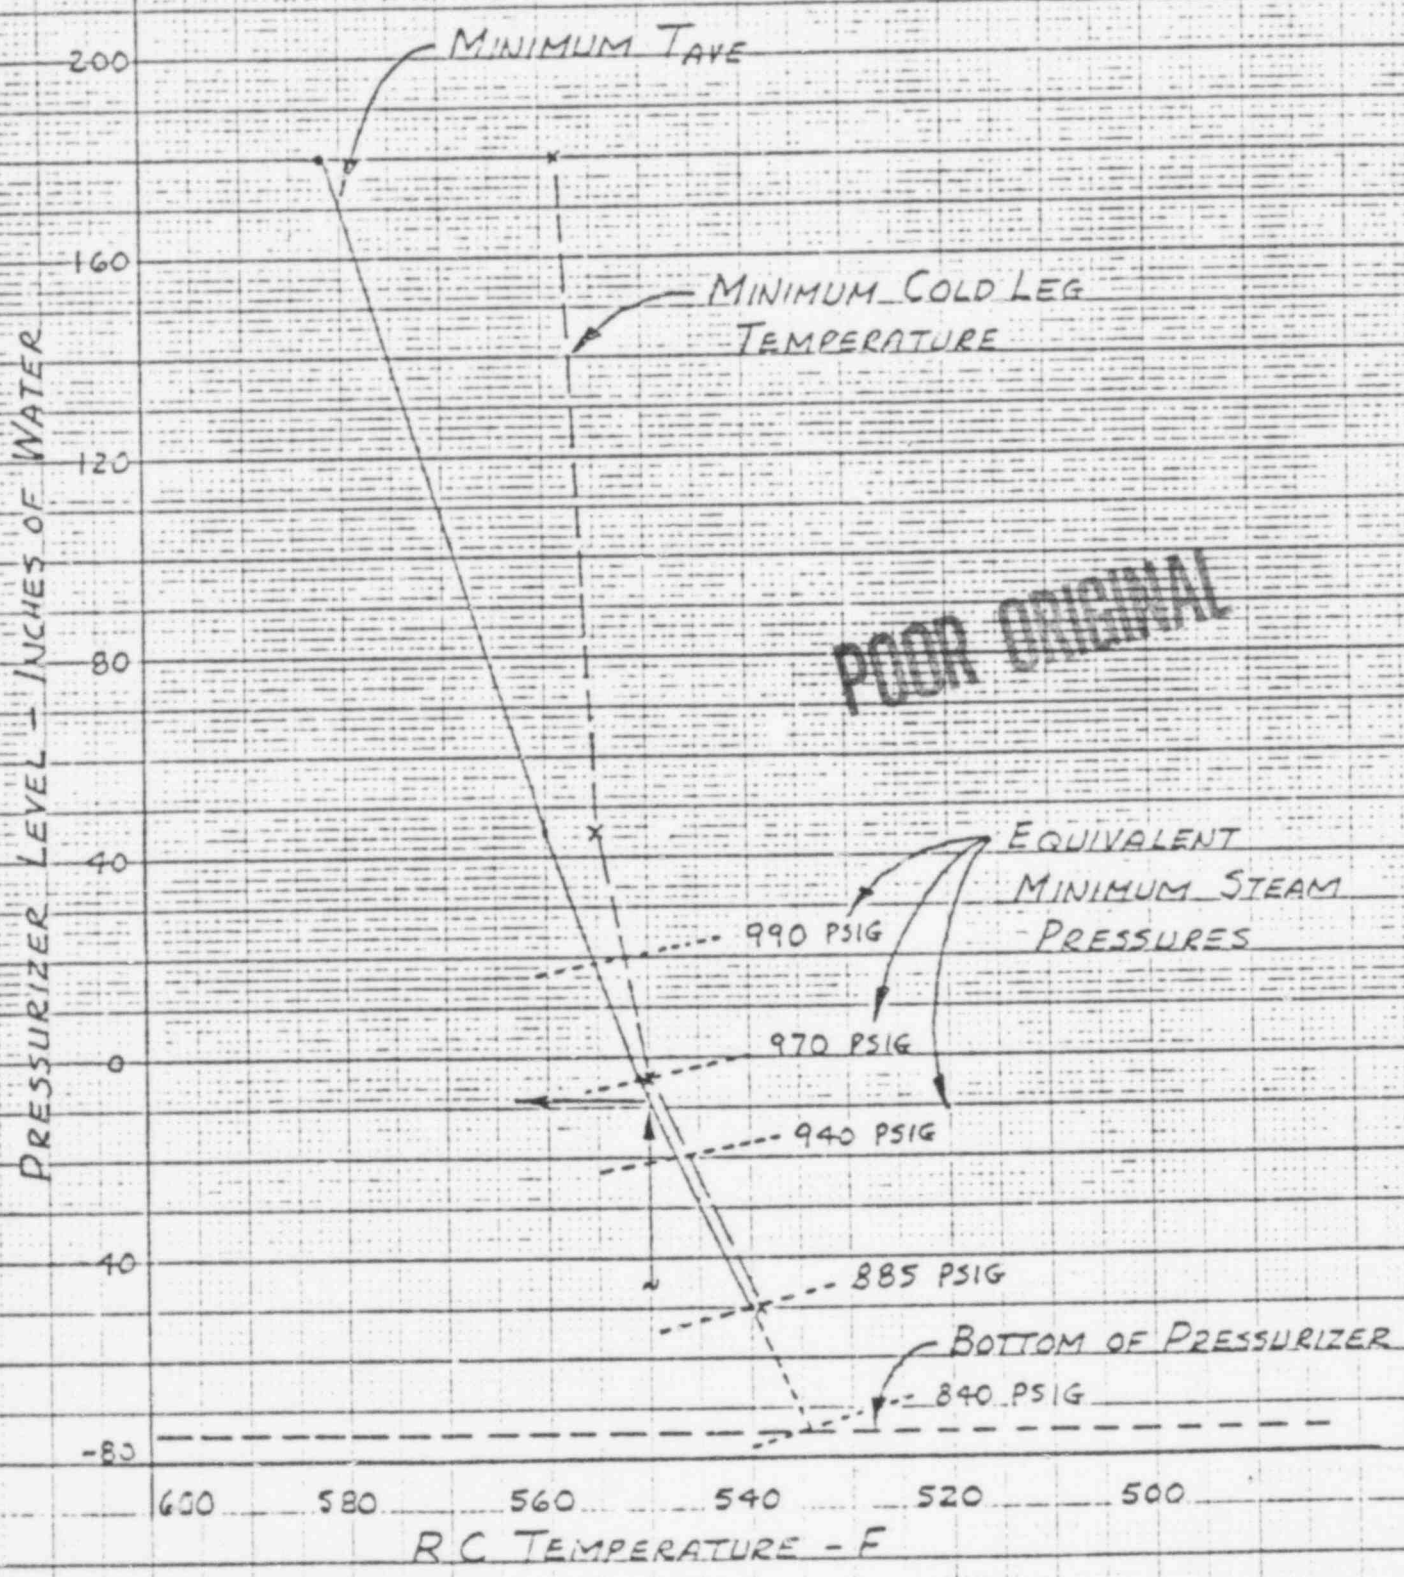 200
MINIMUM TAVE
160
MINIMUM COLD LEG
TEMPERATURE
120
PRESSURIZER LEVEL - INCHES OF WATER
POOR ORIGINAL
80
EQUIVALENT
MINIMUM STEAM
PRESSURES
40
990 PSIG
970 PSIG
0
940 PSIG
-40
885 PSIG
BOTTOM OF PRESSURIZER
840 PSIG
-80
600 580 560 540 520 500
RC TEMPERATURE - F